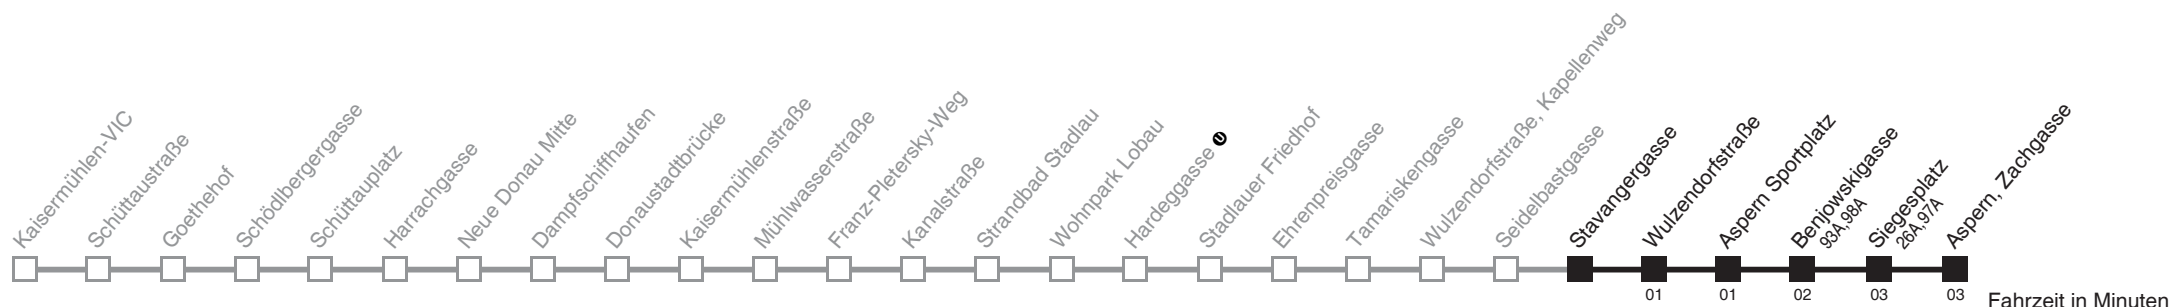 Kaisermühlen-VIC
Schüttaustraße
Goethehof
Schödlbergergasse
Schüttauplatz
Harrachgasse
Neue Donau Mitte
Dampfschiffhaufen
Donaustadtbrücke
Kaisermühlenstraße
Mühlwasserstraße
Franz-Pletersky-Weg
Kanalstraße
Strandbad Stadlau
Wohnpark Lobau
Hardeggasse U
Stadlauer Friedhof
Ehrenpreisgasse
Tamariskengasse
Wulzendorfstraße, Kapellenweg
Seidelbastgasse
Stavangergasse
Wulzendorfstraße
Aspern Sportplatz
Benjowskigasse
93A,98A
Siegesplatz
26A,97A
Aspern, Zachgasse
01 01 02 03 03 Fahrzeit in Minuten